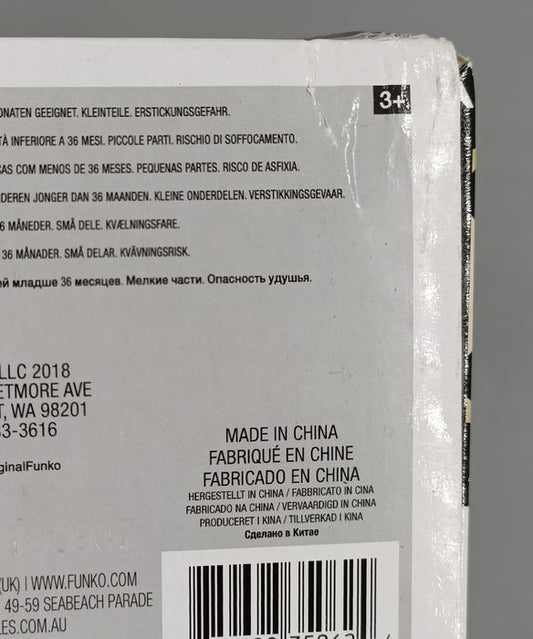 3+
ONATEN GEEIGNET. KLEINTEILE. ERSTICKUNGSGEFAHR.
TÀ INFERIORE A 36 MESI. PICCOLE PARTI. RISCHIO DI SOFFOCAMENTO.
ÇAS COM MENOS DE 36 MESES. PEQUENAS PARTES. RISCO DE ASFIXIA.
NDEREN JONGER DAN 36 MAANDEN. KLEINE ONDERDELEN. VERSTIKKINGSGEVAAR.
6 MÅNEDER. SMÅ DELE. KVÆLNINGSFARE.
36 MÅNADER. SMÅ DELAR. KVÄVNINGSRISK.
ей младше 36 месяцев. Мелкие части. Опасность удушья.
LLC 2018
ETMORE AVE
T, WA 98201
33-3616
ginalFunko
MADE IN CHINA
FABRIQUÉ EN CHINE
FABRICADO EN CHINA
HERGESTELLT IN CHINA / FABBRICATO IN CINA
FABRICADO NA CHINA / VERVAARDIGD IN CHINA
PRODUCERET I KINA / TILLVERKAD I KINA
Сделано в Китае
(UK) | WWW.FUNKO.COM
49-59 SEABEACH PARADE
LES.COM.AU